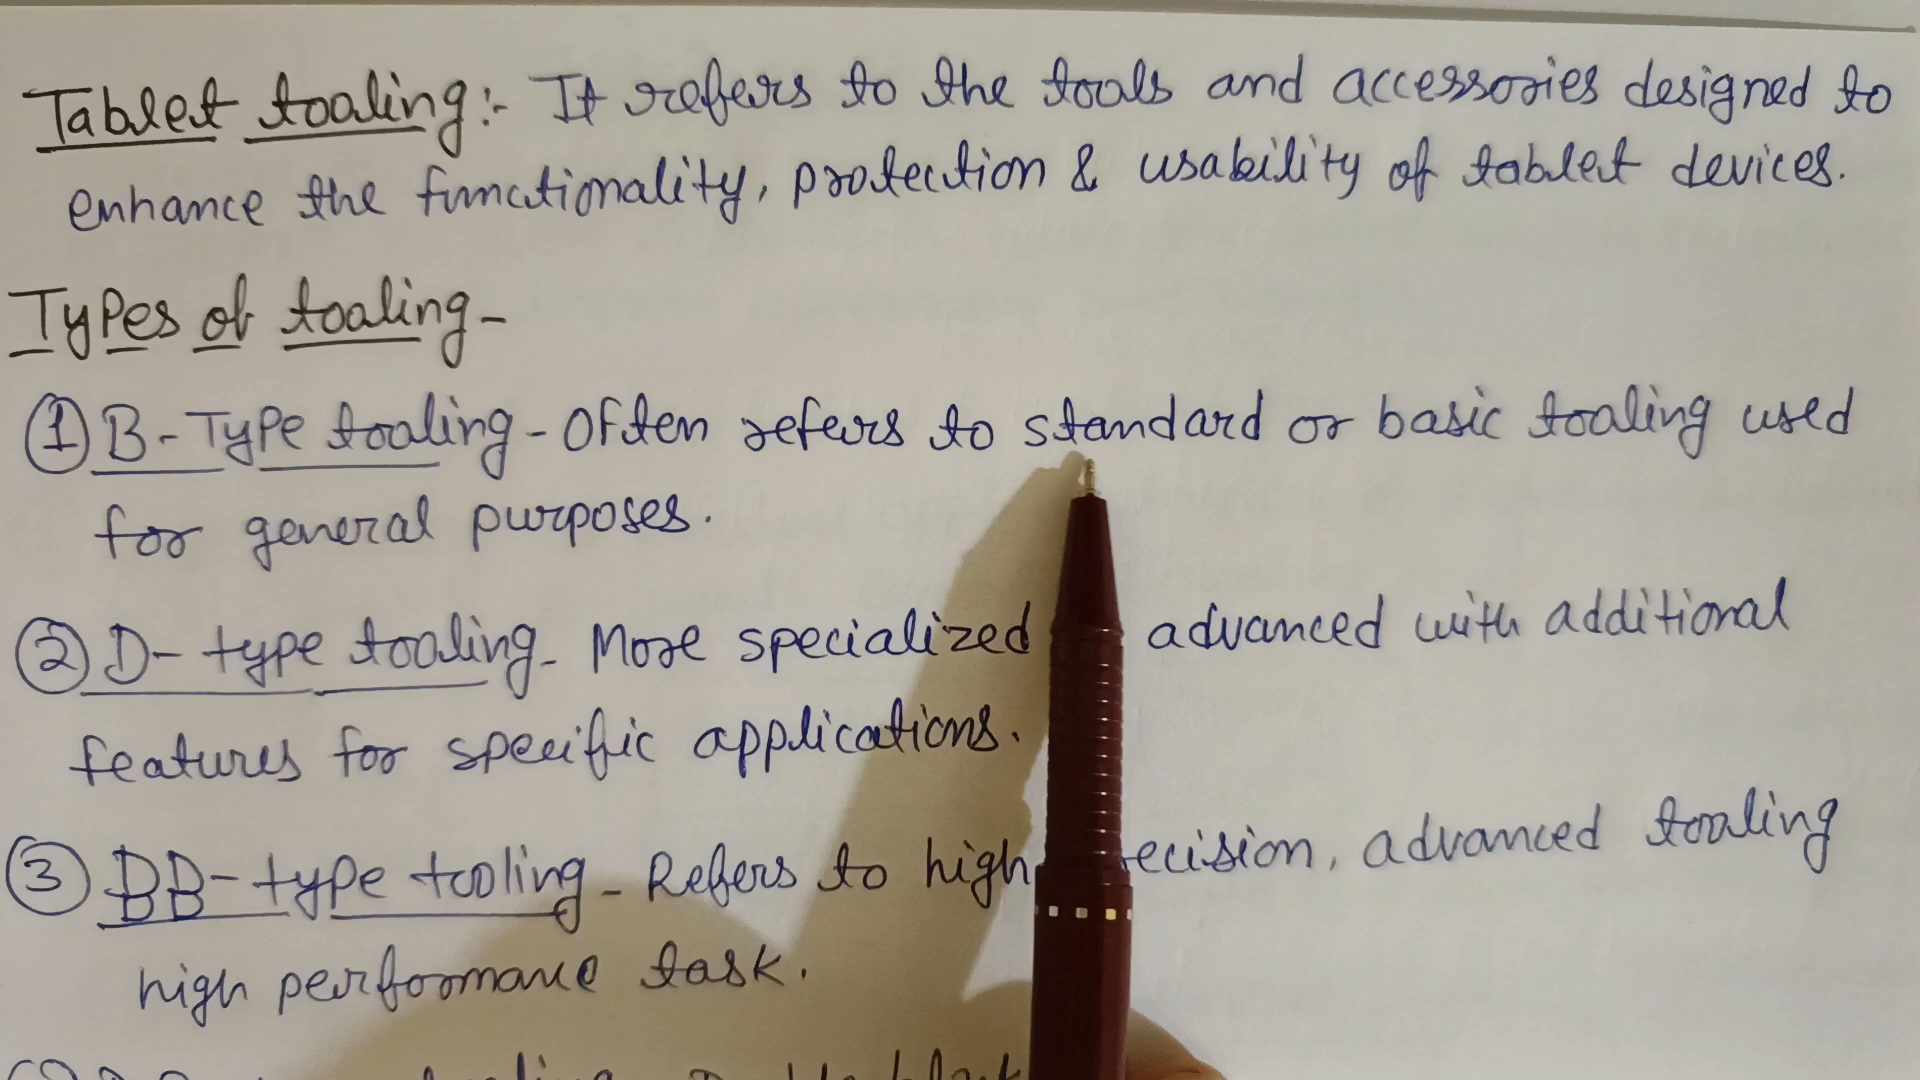 Tablet tooling:- It refers to the tools and accessories designed to
enhance the functionality, protection & usability of tablet devices.
Types of tooling-
① B-Type tooling - Often refers to standard or basic tooling used
for general purposes.
② D-type tooling - More specialized advanced with additional
features for specific applications.
③ BB-type tooling - Refers to high ecision, advanced tooling
high performance task.